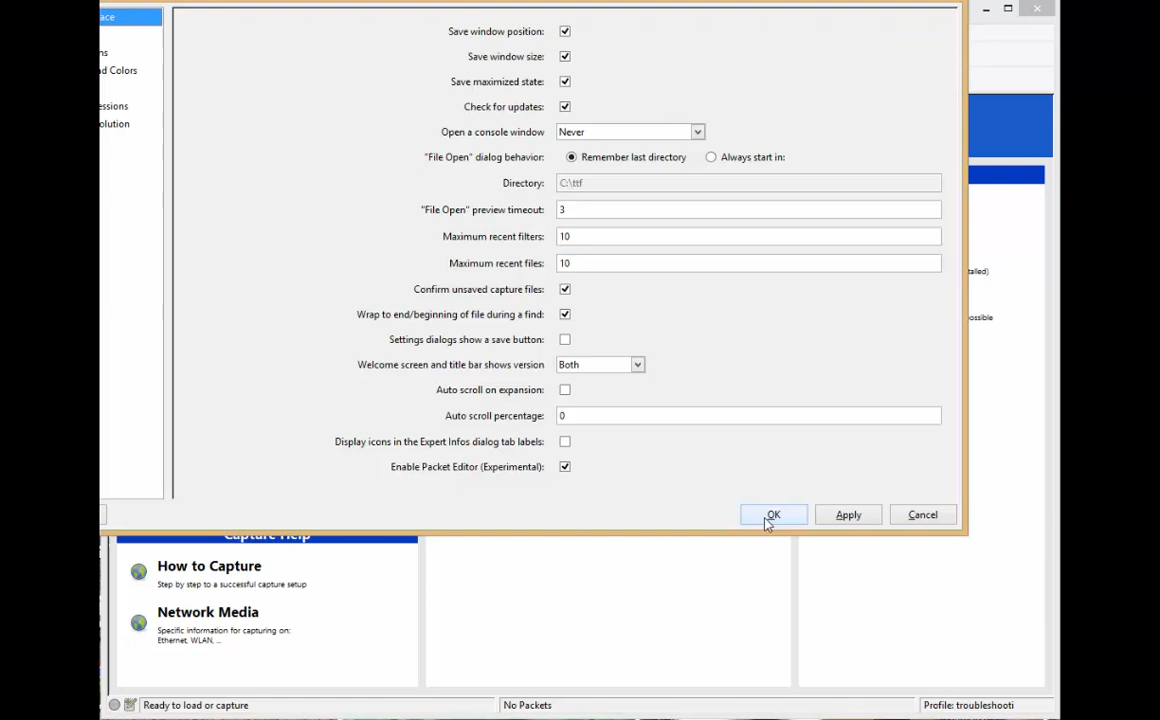 ace
ns
d Colors
essions
olution
Save window position:
Save window size:
Save maximized state:
Check for updates:
Open a console window Never
"File Open" dialog behavior: Remember last directory Always start in:
Directory: C:\ttf
"File Open" preview timeout: 3
Maximum recent filters: 10
Maximum recent files: 10
Confirm unsaved capture files:
Wrap to end/beginning of file during a find:
Settings dialogs show a save button:
Welcome screen and title bar shows version Both
Auto scroll on expansion:
Auto scroll percentage: 0
Display icons in the Expert Infos dialog tab labels:
Enable Packet Editor (Experimental):
OK Apply Cancel
talled)
ossible
Capture Help
How to Capture
Step by step to a successful capture setup
Network Media
Specific information for capturing on:
Ethernet, WLAN, ...
Ready to load or capture No Packets Profile: troubleshooti